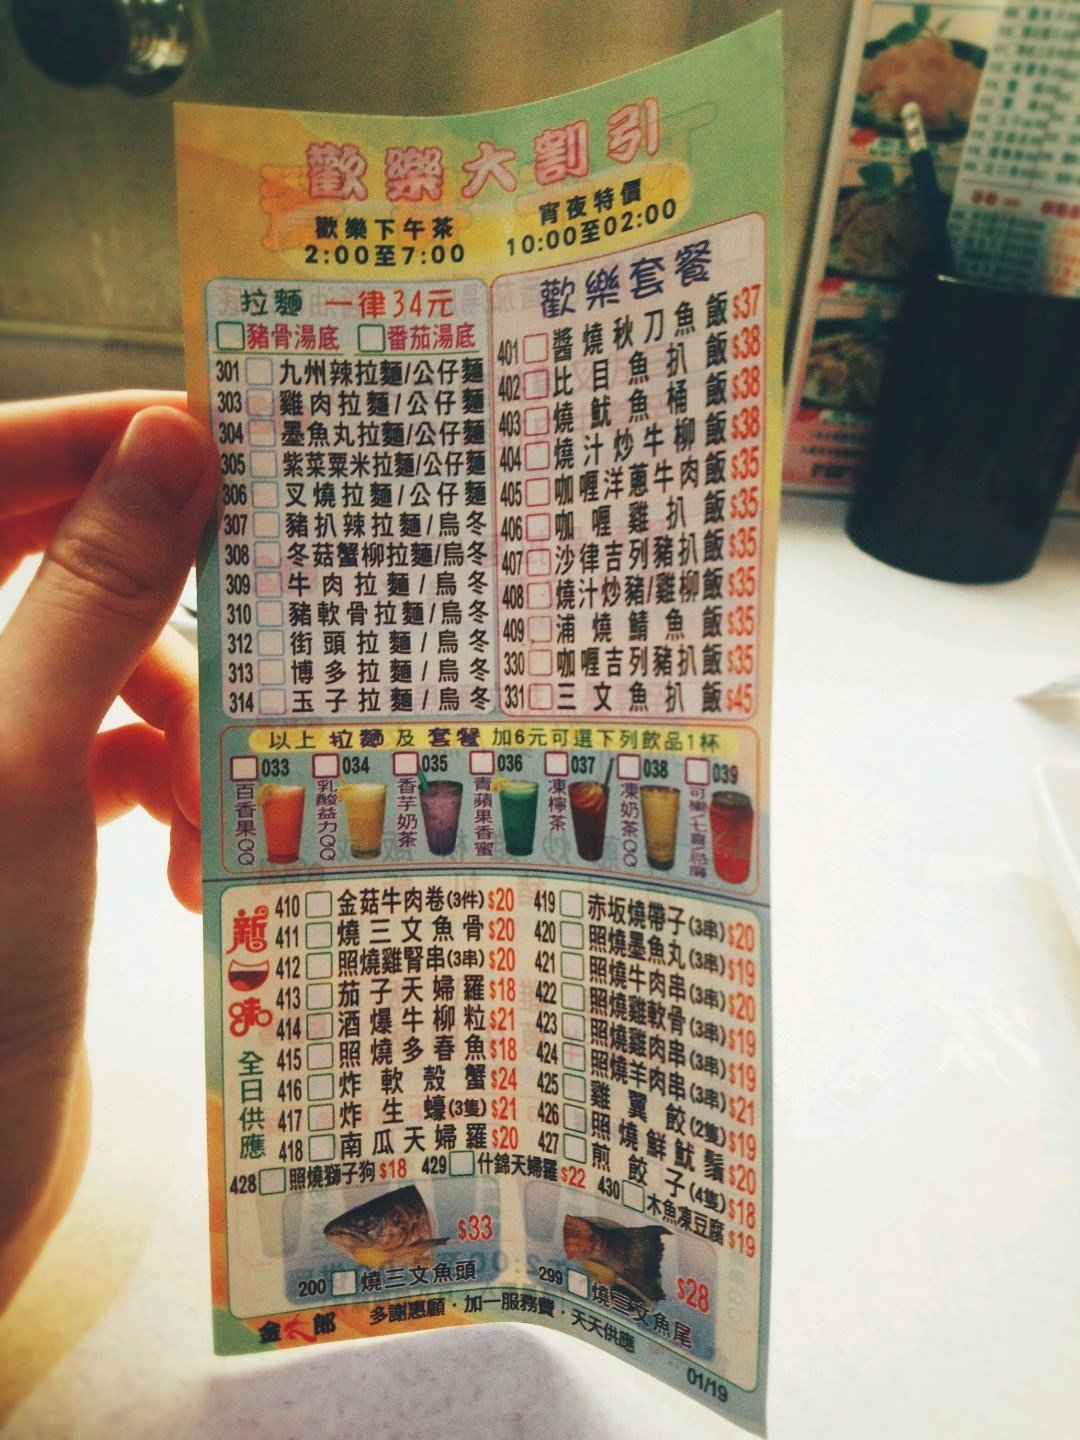 歡樂大割引
歡樂下午茶
2:00至7:00
宵夜特價
10:00至02:00
拉麵 一律34元
豬骨湯底 番茄湯底
301 九州辣拉麵/公仔麵
303 雞肉拉麵/公仔麵
304 墨魚丸拉麵/公仔麵
305 紫菜粟米拉麵/公仔麵
306 叉燒拉麵/公仔麵
307 豬扒辣拉麵/烏冬
308 冬菇蟹柳拉麵/烏冬
309 牛肉拉麵/烏冬
310 豬軟骨拉麵/烏冬
312 街頭拉麵/烏冬
313 博多拉麵/烏冬
314 玉子拉麵/烏冬
歡樂套餐
401 醬燒秋刀魚飯 $37
402 比目魚扒飯 $38
403 燒魷魚桶飯 $38
404 燒汁炒牛柳飯 $38
405 咖喱洋蔥牛肉飯 $35
406 咖喱雞扒飯 $35
407 沙律吉列豬扒飯 $35
408 燒汁炒豬/雞柳飯 $35
409 浦燒鯖魚飯 $35
330 咖喱吉列豬扒飯 $35
331 三文魚扒飯 $45
以上拉麵及套餐加6元可選下列飲品1杯
033 百香果QQ
034 乳酸益力QQ
035 香芋奶茶
036 青蘋果香蜜
037 凍檸茶
038 凍奶茶QQ
039
新味
全日供應
410 金菇牛肉卷(3件) $20
411 燒三文魚骨 $20
412 照燒雞腎串(3串) $20
413 茄子天婦羅 $18
414 酒爆牛柳粒 $21
415 照燒多春魚 $18
416 炸軟殼蟹 $24
417 炸生蠔(3隻) $21
418 南瓜天婦羅 $20
419 赤坂燒帶子(3串) $20
420 照燒墨魚丸(3串) $19
421 照燒牛肉串(3串) $20
422 照燒雞軟骨(3串) $19
423 照燒雞肉串(3串) $19
424 照燒羊肉串(3串) $21
425 雞翼餃(2隻) $19
426 照燒鮮魷鬚 $20
427 煎餃子(4隻) $18
428 照燒獅子狗 $18 429 什錦天婦羅 $22 430 木魚凍豆腐 $19
200 燒三文魚頭 $33
299 燒三文魚尾 $28
金太郎 多謝惠顧·加一服務費·天天供應
01/19